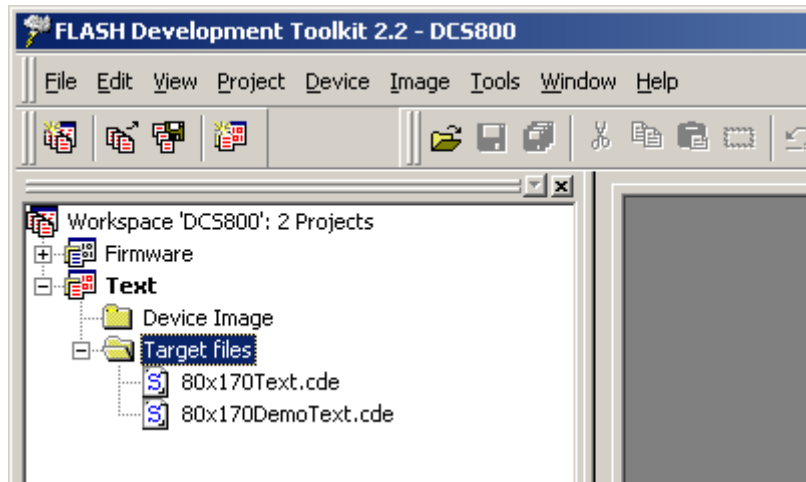 FLASH Development Toolkit 2.2 - DCS800
File Edit View Project Device Image Tools Window Help
Workspace 'DCS800': 2 Projects
Firmware
Text
Device Image
Target files
80x170Text.cde
80x170DemoText.cde